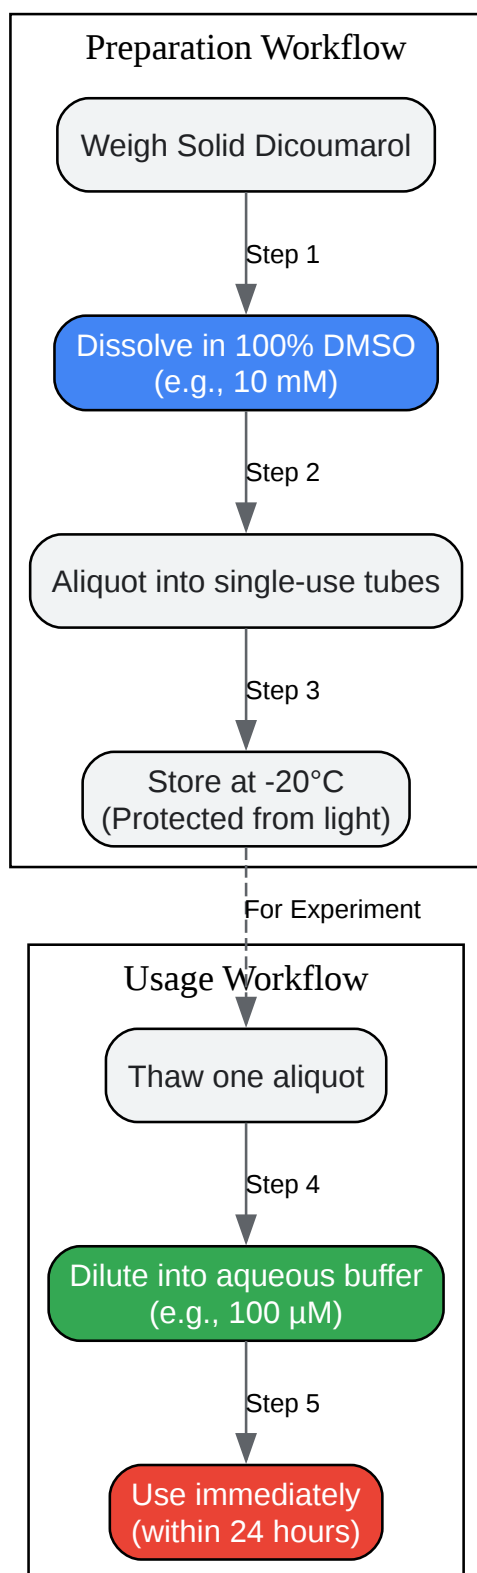 Preparation Workflow
Weigh Solid Dicoumarol
Step 1
Dissolve in 100% DMSO
(e.g., 10 mM)
Step 2
Aliquot into single-use tubes
Step 3
Store at -20°C
(Protected from light)
For Experiment
Usage Workflow
Thaw one aliquot
Step 4
Dilute into aqueous buffer
(e.g., 100 µM)
Step 5
Use immediately
(within 24 hours)